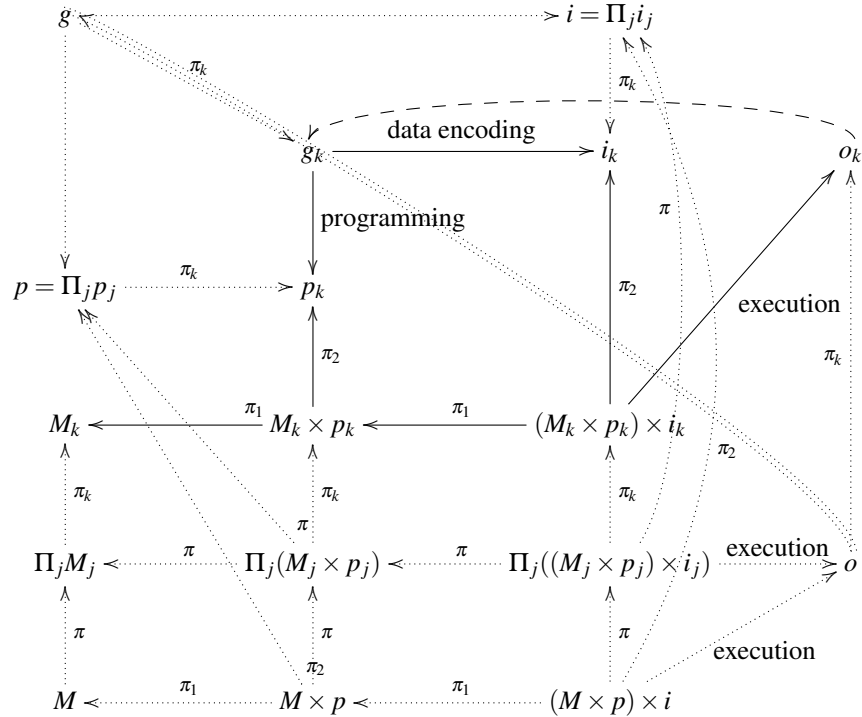 g i = Π_j i_j
π_k π_k
data encoding
g_k i_k o_k
π
programming
p = Π_j p_j π_k p_k π_2
execution
π_2 π_k
M_k π_1 M_k × p_k π_1 (M_k × p_k) × i_k
π_2
π_k π_k π_k
π
Π_j M_j π Π_j(M_j × p_j) π Π_j((M_j × p_j) × i_j) execution o
π π π
π_2 execution
M π_1 M × p π_1 (M × p) × i